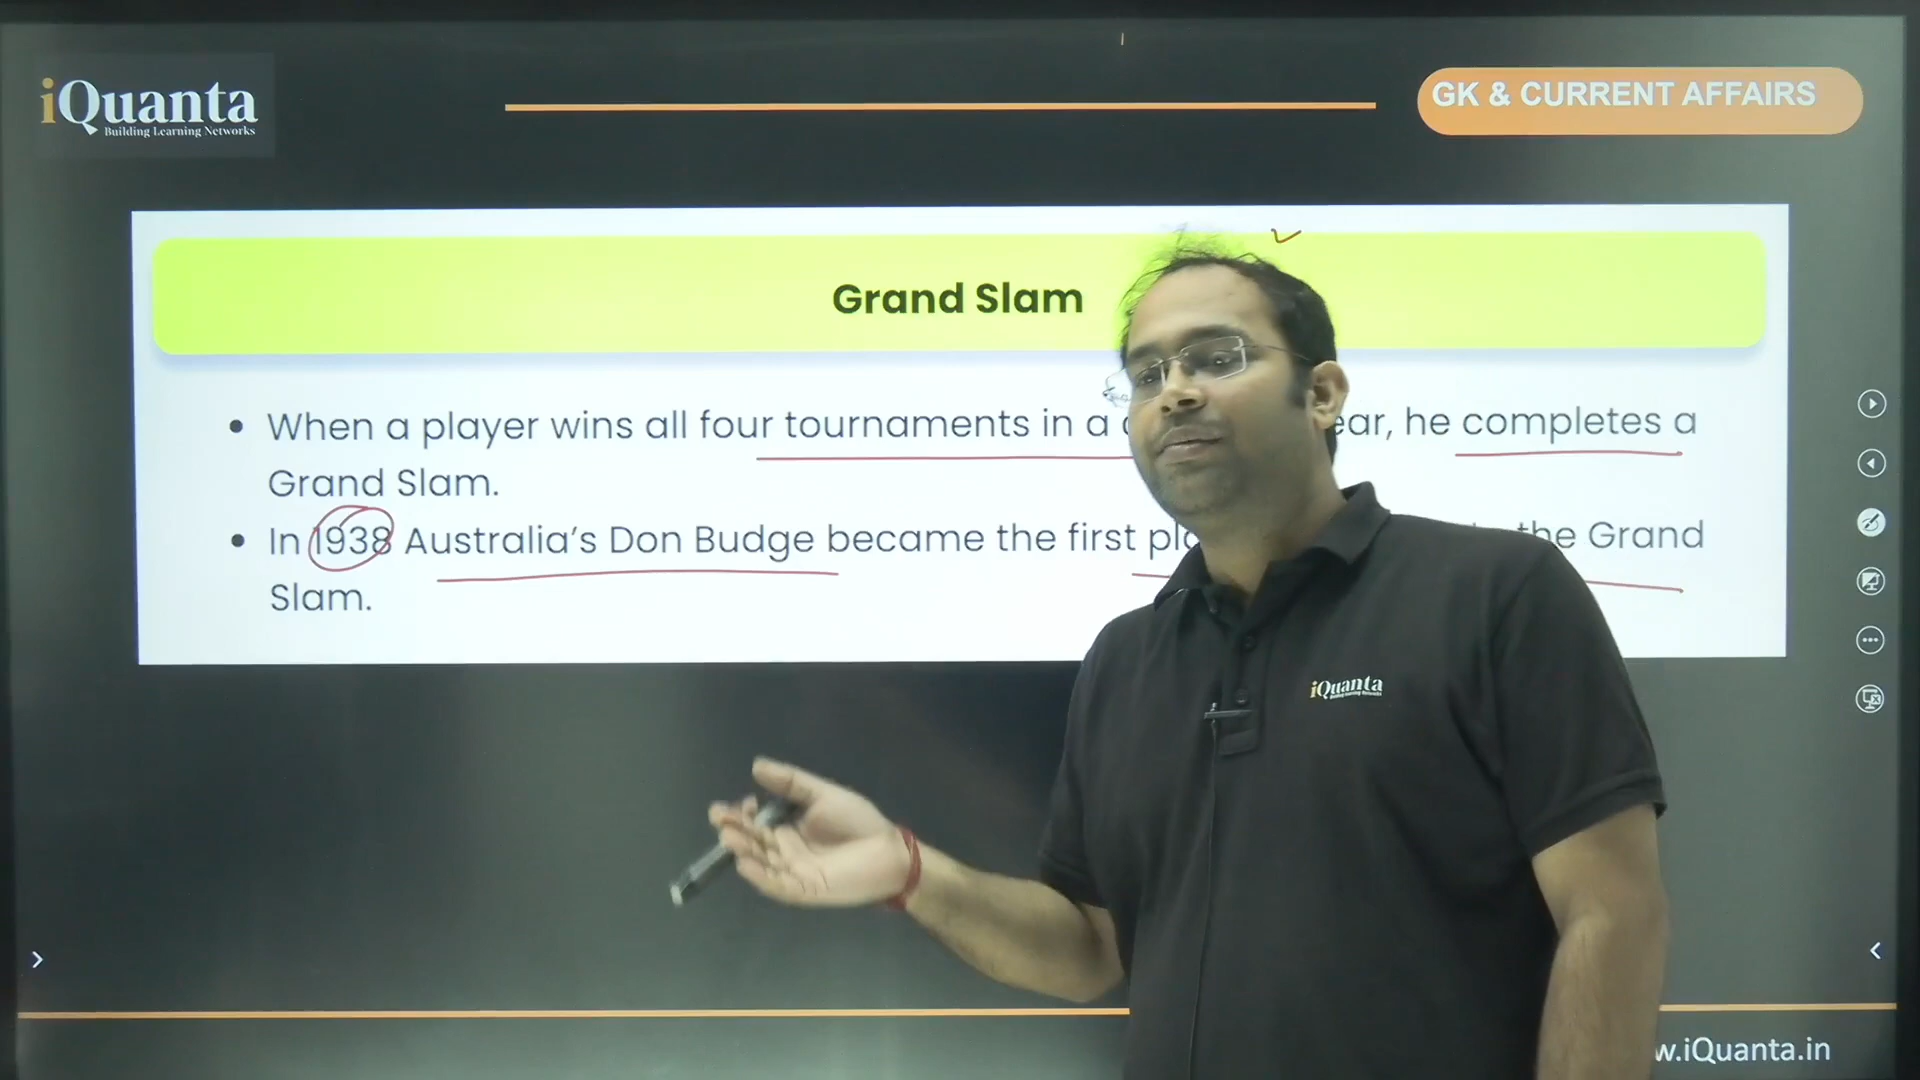 iQuanta
Building Learning Networks
GK & CURRENT AFFAIRS
Grand Slam
• When a player wins all four tournaments in a ear, he completes a
Grand Slam.
• In 1938 Australia's Don Budge became the first the Grand
Slam.
iQuanta
w.iQuanta.in